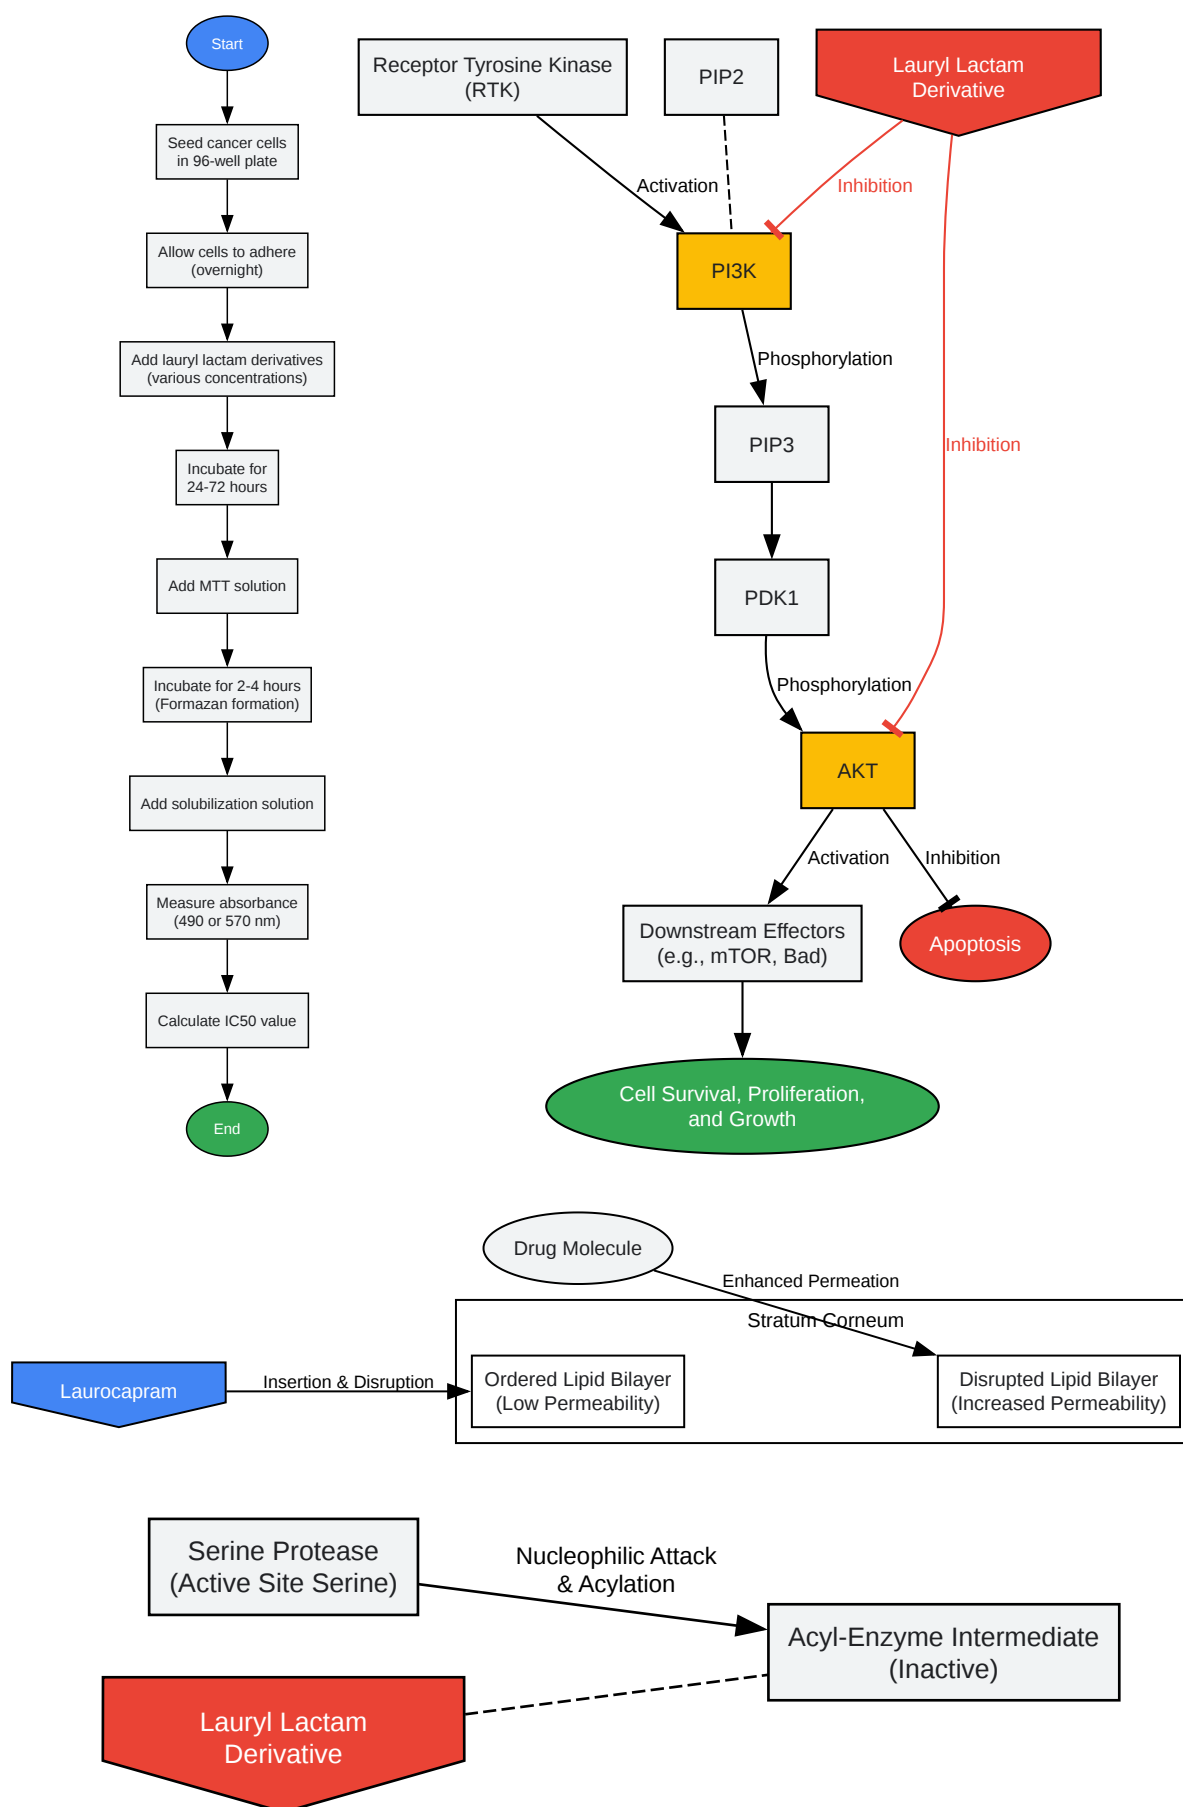 Start
Seed cancer cells
in 96-well plate
Allow cells to adhere
(overnight)
Add lauryl lactam derivatives
(various concentrations)
Incubate for
24-72 hours
Add MTT solution
Incubate for 2-4 hours
(Formazan formation)
Add solubilization solution
Measure absorbance
(490 or 570 nm)
Calculate IC50 value
End
Receptor Tyrosine Kinase
(RTK)
PIP2
Lauryl Lactam
Derivative
Activation
Inhibition
PI3K
Phosphorylation
PIP3
Inhibition
PDK1
Phosphorylation
AKT
Activation
Inhibition
Downstream Effectors
(e.g., mTOR, Bad)
Apoptosis
Cell Survival, Proliferation,
and Growth
Drug Molecule
Enhanced Permeation
Stratum Corneum
Laurocapram
Insertion & Disruption
Ordered Lipid Bilayer
(Low Permeability)
Disrupted Lipid Bilayer
(Increased Permeability)
Serine Protease
(Active Site Serine)
Nucleophilic Attack
& Acylation
Acyl-Enzyme Intermediate
(Inactive)
Lauryl Lactam
Derivative